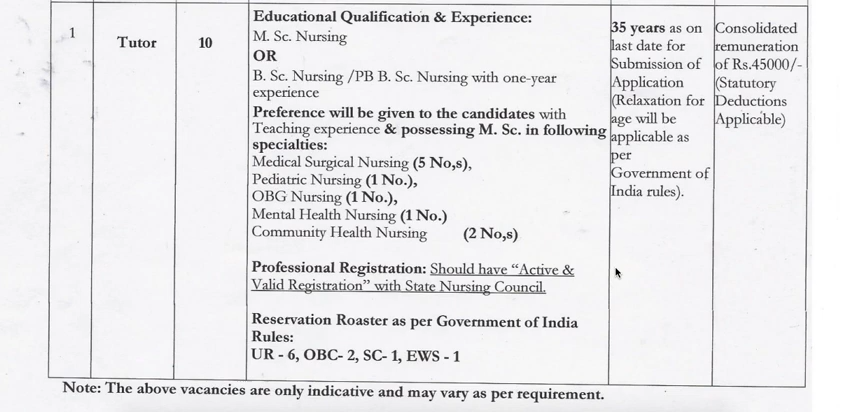 1
Tutor
10
Educational Qualification & Experience:
M. Sc. Nursing
OR
B. Sc. Nursing /PB B. Sc. Nursing with one-year
experience
Preference will be given to the candidates with
Teaching experience & possessing M. Sc. in following
specialties:
Medical Surgical Nursing (5 No,s),
Pediatric Nursing (1 No.),
OBG Nursing (1 No.),
Mental Health Nursing (1 No.)
Community Health Nursing (2 No,s)
Professional Registration: Should have “Active &
Valid Registration” with State Nursing Council.
Reservation Roaster as per Government of India
Rules:
UR - 6, OBC- 2, SC- 1, EWS - 1
35 years as on
last date for
Submission of
Application
(Relaxation for
age will be
applicable as
per
Government of
India rules).
Consolidated
remuneration
of Rs.45000/-
(Statutory
Deductions
Applicable)
Note: The above vacancies are only indicative and may vary as per requirement.